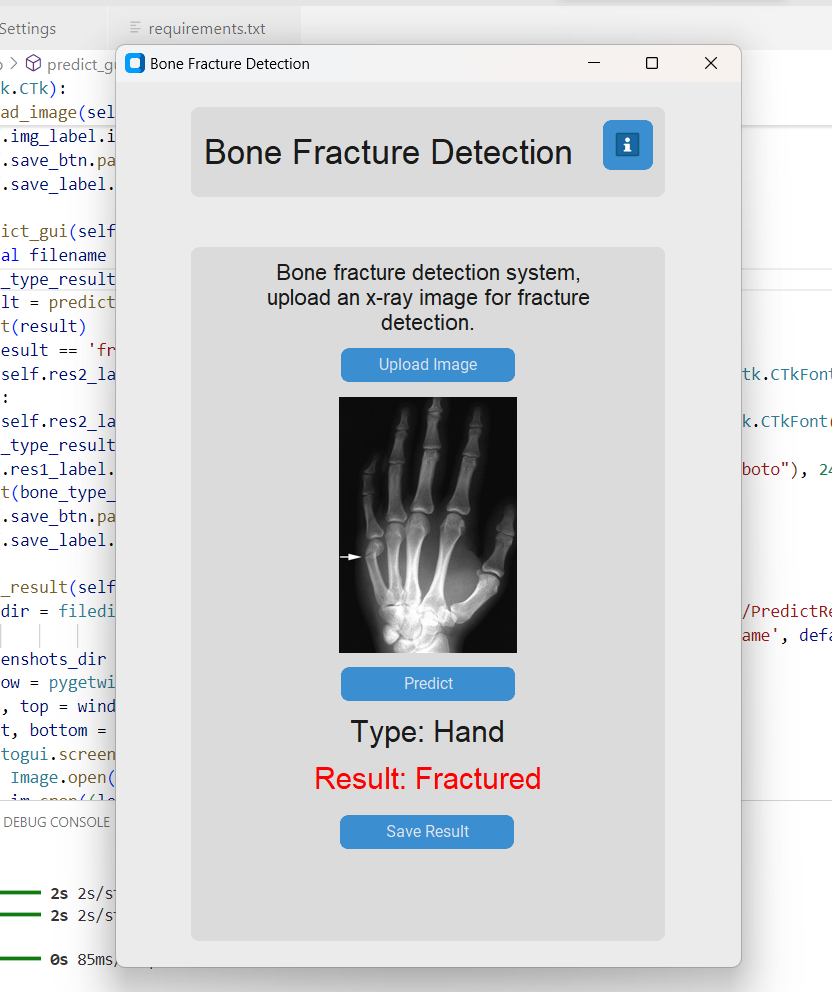 Settings
requirements.txt
predict_gu
Bone Fracture Detection
k.CTk):
ad_image(sel
.img_label.i
.save_btn.pa
.save_label.
ict_gui(self
al filename
_type_result
lt = predict
t(result)
esult == 'fr
self.res2_la
tk.CTkFont
:
self.res2_la
k.CTkFont(
_type_result
.res1_label.
boto"), 24
t(bone_type_
.save_btn.pa
.save_label.
_result(self
dir = filedi
/PredictRe
ame', defa
enshots_dir
ow = pygetwi
, top = wind
t, bottom =
togui.screen
Image.open(
DEBUG CONSOLE
2s 2s/st
2s 2s/st
0s 85ms/
Bone Fracture Detection
i
Bone fracture detection system,
upload an x-ray image for fracture
detection.
Upload Image
Predict
Type: Hand
Result: Fractured
Save Result